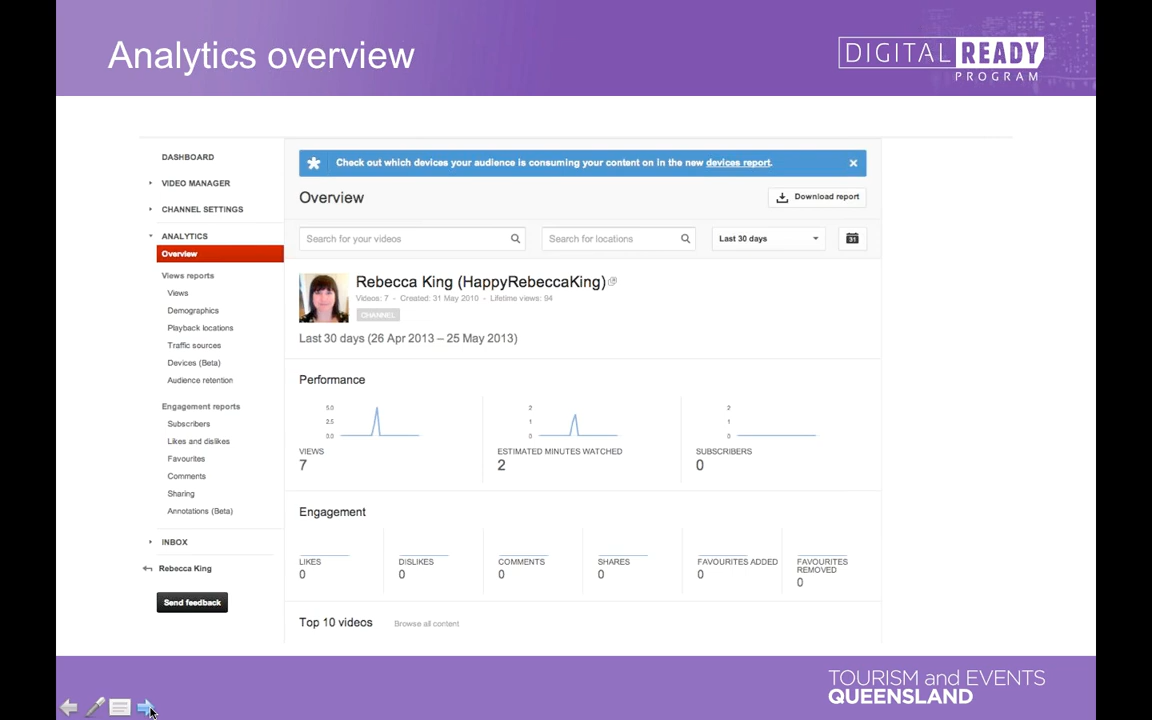 Analytics overview
DIGITAL READY
PROGRAM
DASHBOARD
VIDEO MANAGER
CHANNEL SETTINGS
ANALYTICS
Overview
Views reports
Views
Demographics
Playback locations
Traffic sources
Devices (Beta)
Audience retention
Engagement reports
Subscribers
Likes and dislikes
Favourites
Comments
Sharing
Annotations (Beta)
INBOX
Rebecca King
Send feedback
Check out which devices your audience is consuming your content on in the new devices report.
Overview
Download report
Search for your videos
Search for locations
Last 30 days
31
Rebecca King (HappyRebeccaKing)
Videos: 7 - Created: 31 May 2010 - Lifetime views: 94
CHANNEL
Last 30 days (26 Apr 2013 – 25 May 2013)
Performance
5.0
2.5
0.0
VIEWS
7
2
1
0
ESTIMATED MINUTES WATCHED
2
2
1
0
SUBSCRIBERS
0
Engagement
LIKES
0
DISLIKES
0
COMMENTS
0
SHARES
0
FAVOURITES ADDED
0
FAVOURITES
REMOVED
0
Top 10 videos
Browse all content
TOURISM and EVENTS
QUEENSLAND